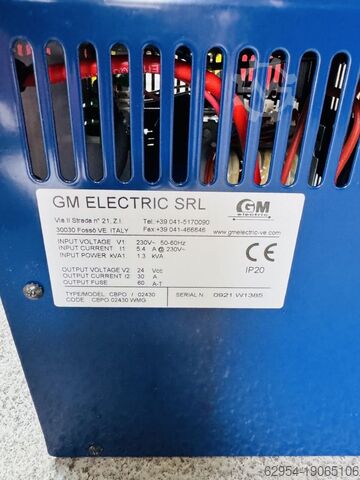 GM ELECTRIC SRL
Via II Strada n° 21, Z.I. Tel.:+39 041-5170090
30030 Fossò VE. ITALY Fax:+39 041-466846
GM
electric
www.gmelectric-ve.com
INPUT VOLTAGE V1 230V~ 50-60Hz
INPUT CURRENT I1 5.4 A @ 230V~
INPUT POWER kVA1 1.3 kVA
CE
IP20
OUTPUT VOLTAGE V2 24 Vcc
OUTPUT CURRENT I2 30 A
OUTPUT FUSE 60 A-T
TYPE/MODEL: CBPO / 02430
CODE: CBPO 02430 WMG
SERIAL N. 0921.W1385
62954-19065106